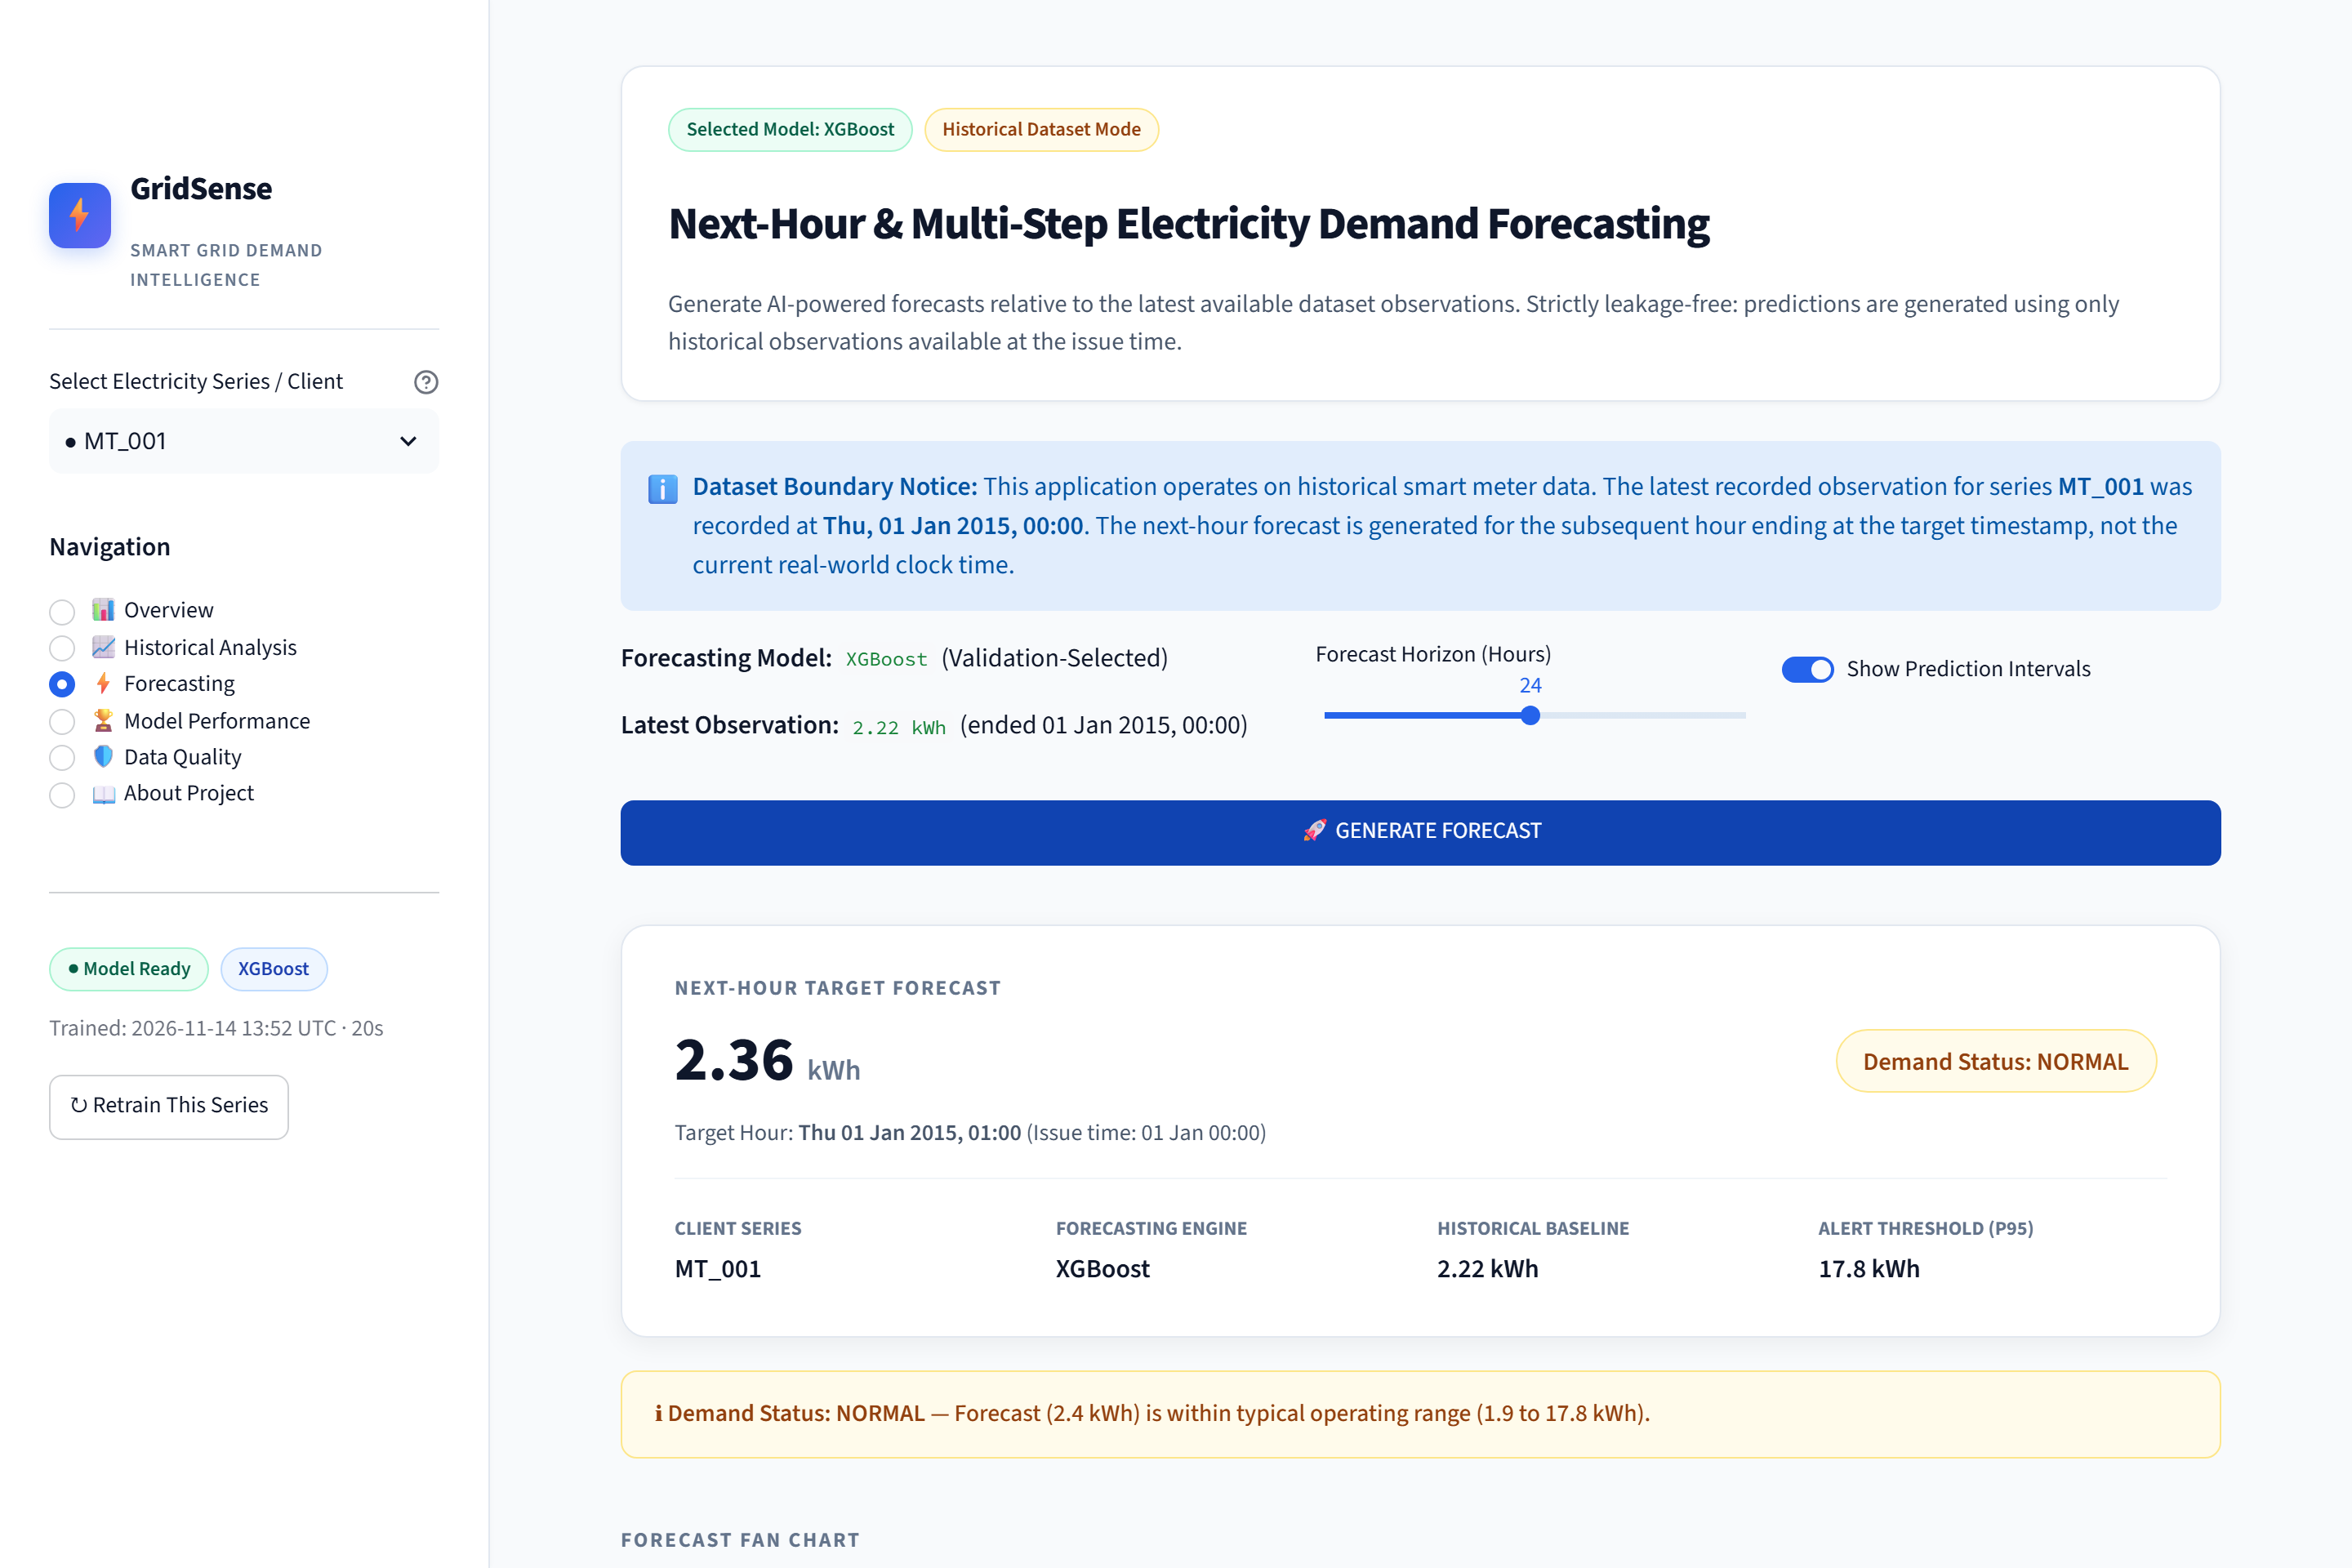 GridSense
SMART GRID DEMAND
INTELLIGENCE
Select Electricity Series / Client
● MT_001
Navigation
📊 Overview
📈 Historical Analysis
⚡ Forecasting
🏆 Model Performance
🛡️ Data Quality
📖 About Project
● Model Ready
XGBoost
Trained: 2026-11-14 13:52 UTC · 20s
↻ Retrain This Series
Selected Model: XGBoost
Historical Dataset Mode
Next-Hour & Multi-Step Electricity Demand Forecasting
Generate AI-powered forecasts relative to the latest available dataset observations. Strictly leakage-free: predictions are generated using only
historical observations available at the issue time.
ℹ️ Dataset Boundary Notice: This application operates on historical smart meter data. The latest recorded observation for series MT_001 was
recorded at Thu, 01 Jan 2015, 00:00. The next-hour forecast is generated for the subsequent hour ending at the target timestamp, not the
current real-world clock time.
Forecasting Model: XGBoost (Validation-Selected)
Latest Observation: 2.22 kWh (ended 01 Jan 2015, 00:00)
Forecast Horizon (Hours)
24
Show Prediction Intervals
🚀 GENERATE FORECAST
NEXT-HOUR TARGET FORECAST
2.36 kWh
Demand Status: NORMAL
Target Hour: Thu 01 Jan 2015, 01:00 (Issue time: 01 Jan 00:00)
CLIENT SERIES
MT_001
FORECASTING ENGINE
XGBoost
HISTORICAL BASELINE
2.22 kWh
ALERT THRESHOLD (P95)
17.8 kWh
ℹ Demand Status: NORMAL — Forecast (2.4 kWh) is within typical operating range (1.9 to 17.8 kWh).
FORECAST FAN CHART